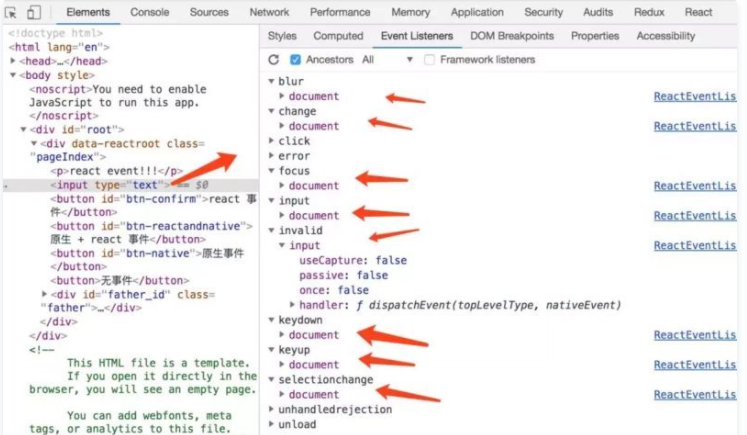 Elements Console Sources Network Performance Memory Application Security Audits Redux React
<!doctype html>
<html lang="en">
<head>…</head>
<body style>
<noscript>You need to enable
JavaScript to run this app.
</noscript>
<div id="root">
<div data-reactroot class=
"pageIndex">
<p>react event!!!</p>
<input type="text"> == $0
<button id="btn-confirm">react 事
件</button>
<button id="btn-reactandnative">
原生 + react 事件</button>
<button id="btn-native">原生事件
</button>
<button>无事件</button>
<div id="father_id" class=
"father">…</div>
</div>
</div>
<!--
This HTML file is a template.
If you open it directly in the
browser, you will see an empty page.
You can add webfonts, meta
tags, or analytics to this file.
Styles Computed Event Listeners DOM Breakpoints Properties Accessibility
Ancestors All Framework listeners
blur
document ReactEventLis
change
document ReactEventLis
click
error
focus
document ReactEventLis
input
document ReactEventLis
invalid
input ReactEventLis
useCapture: false
passive: false
once: false
handler: ƒ dispatchEvent(topLevelType, nativeEvent)
keydown
document ReactEventLis
keyup
document ReactEventLis
selectionchange
document ReactEventLis
unhandledrejection
unload